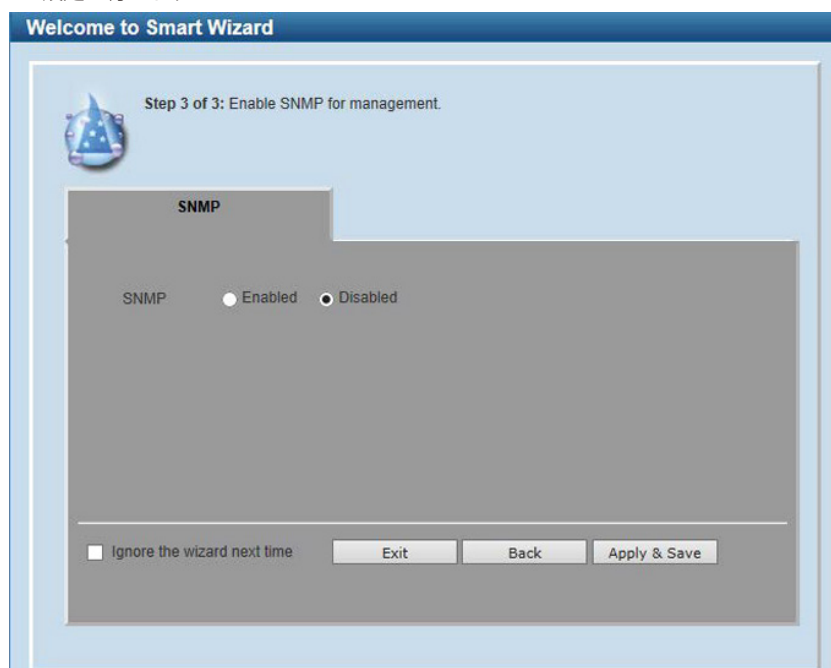 Welcome to Smart Wizard
Step 3 of 3: Enable SNMP for management.
SNMP
SNMP Enabled Disabled
Ignore the wizard next time Exit Back Apply & Save